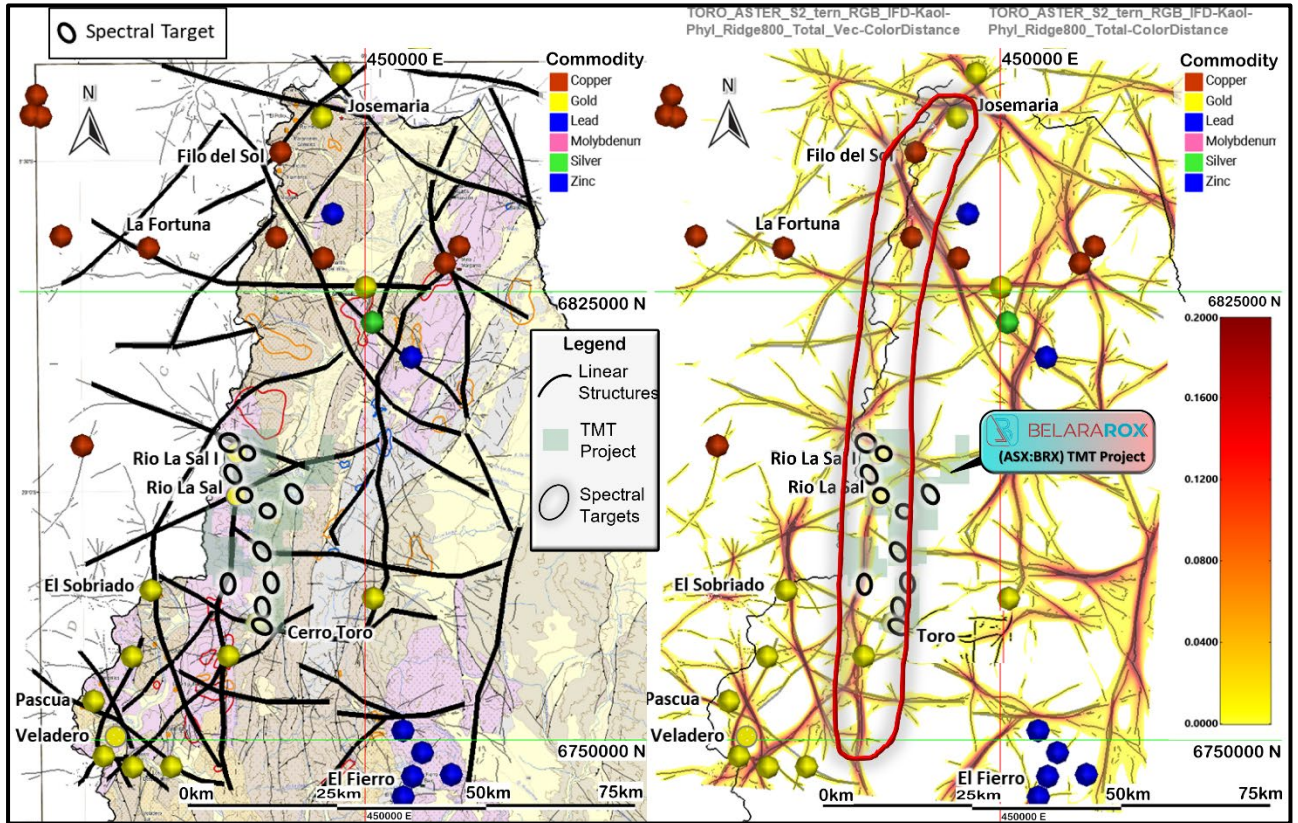 Spectral Target
450000 E
Commodity
Copper
Gold
Lead
Molybdenum
Silver
Zinc
N
Josemaria
Filo del Sol
La Fortuna
6825000 N
Legend
Linear
Structures
TMT
Project
Spectral
Targets
Rio La Sal I
Rio La Sal
El Sobriado
Cerro Toro
Pascua
Veladero
6750000 N
El Fierro
0km
25km
50km
75km
450000 E
TORO_ASTER_S2_tern_RGB_IFD-Kaol-
Phyl_Ridge800_Total_Vec-ColorDistance
TORO_ASTER_S2_tern_RGB_IFD-Kaol-
Phyl_Ridge800_Total-ColorDistance
450000 E
Commodity
Copper
Gold
Lead
Molybdenum
Silver
Zinc
N
Josemaria
Filo del Sol
La Fortuna
6825000 N
0.2000
0.1600
0.1200
0.0800
0.0400
0.0000
BELARAROX
(ASX:BRX) TMT Project
Rio La Sal I
Rio La Sal
El Sobriado
Toro
Pascua
Veladero
6750000 N
El Fierro
0km
25km
50km
75km
450000 E